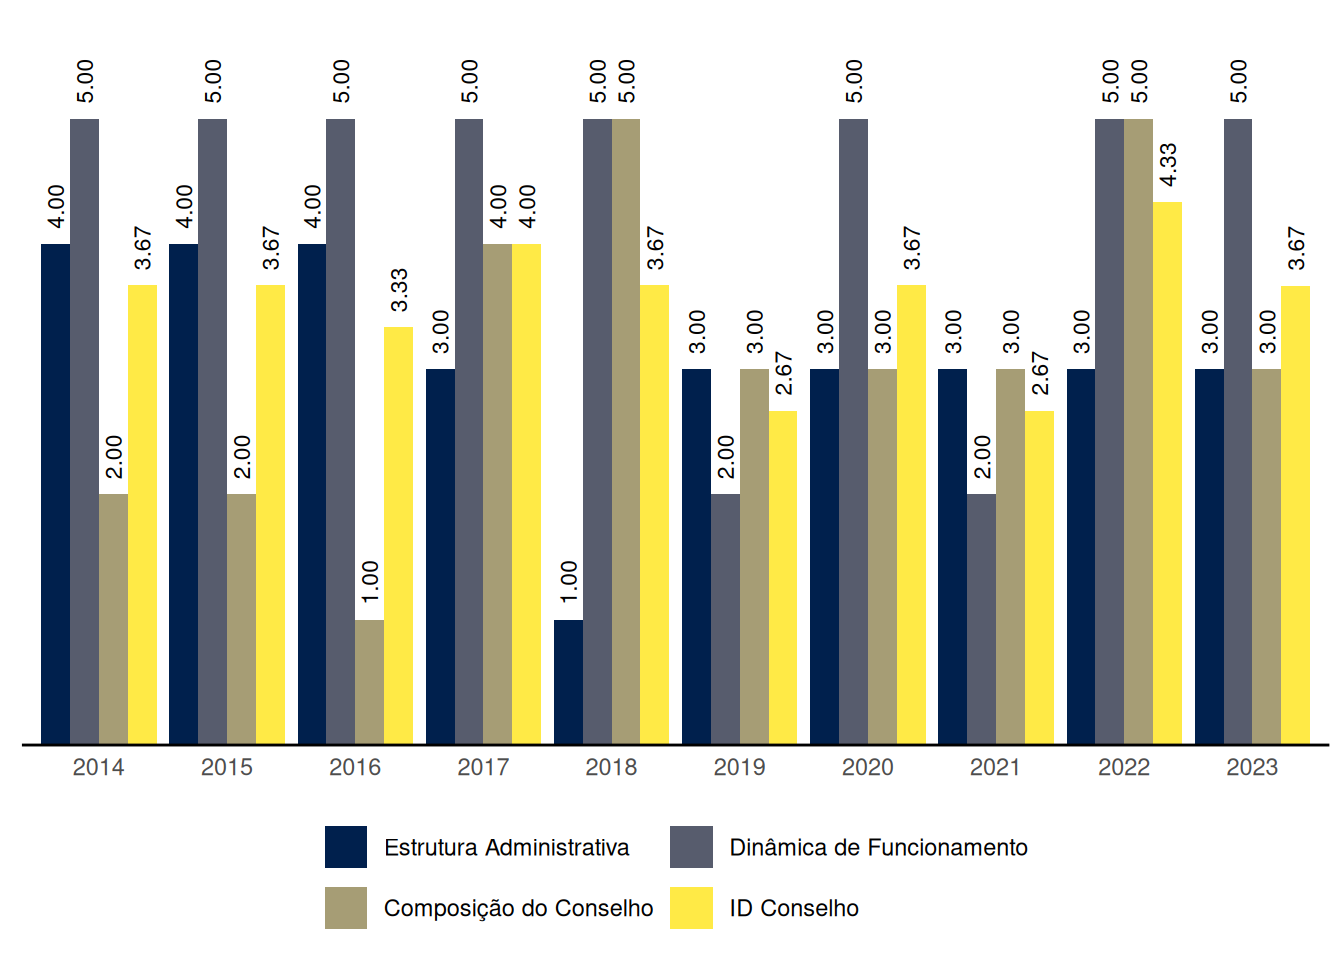 4.00 5.00 2.00 3.67 4.00 5.00 2.00 3.67 4.00 5.00 1.00 3.33 3.00 5.00 4.00 4.00 1.00 5.00 5.00 3.67 3.00 2.00 3.00 2.67 3.00 5.00 3.00 3.67 3.00 2.00 3.00 2.67 3.00 5.00 5.00 4.33 3.00 5.00 3.00 3.67
2014 2015 2016 2017 2018 2019 2020 2021 2022 2023
Estrutura Administrativa Dinâmica de Funcionamento
Composição do Conselho ID Conselho